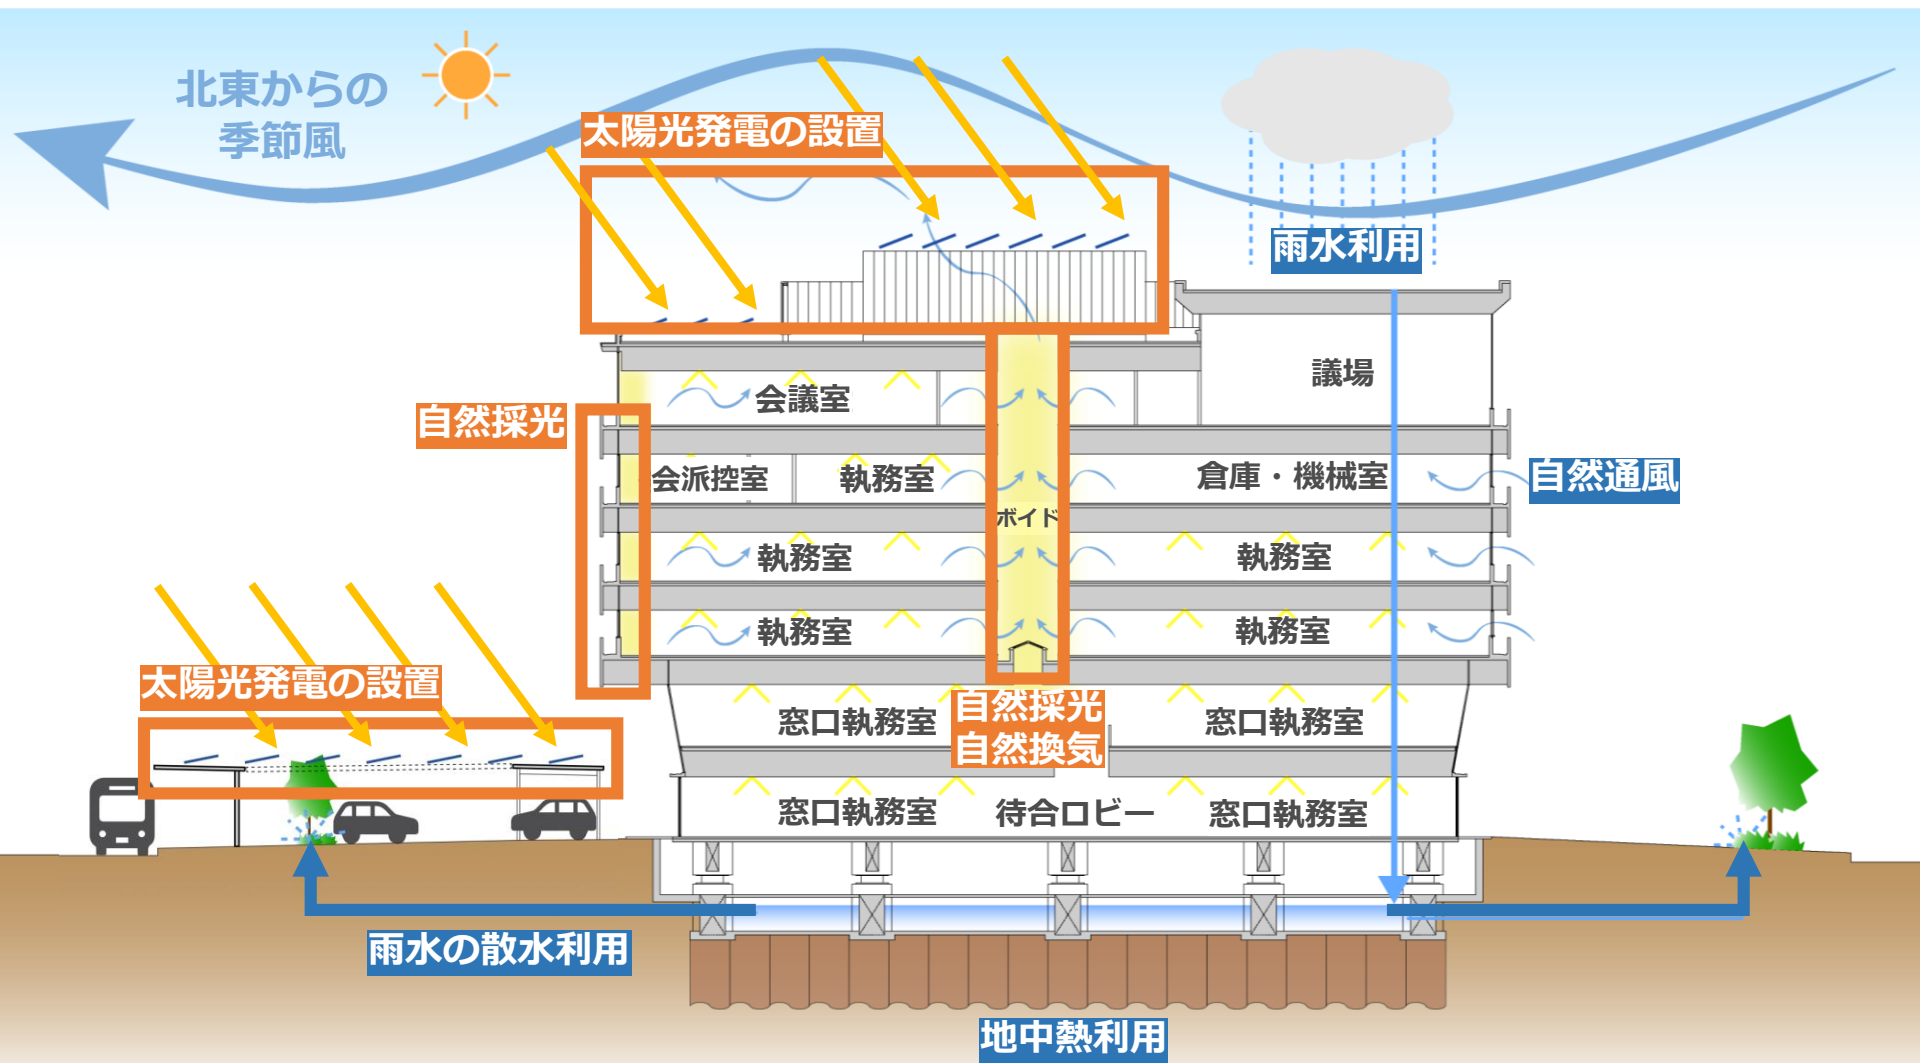 北東からの
季節風
太陽光発電の設置
雨水利用
議場
会議室
自然採光
会派控室
執務室
倉庫・機械室
自然通風
ボイド
執務室
執務室
執務室
執務室
太陽光発電の設置
窓口執務室
自然採光
自然換気
窓口執務室
窓口執務室
待合ロビー
窓口執務室
雨水の散水利用
地中熱利用